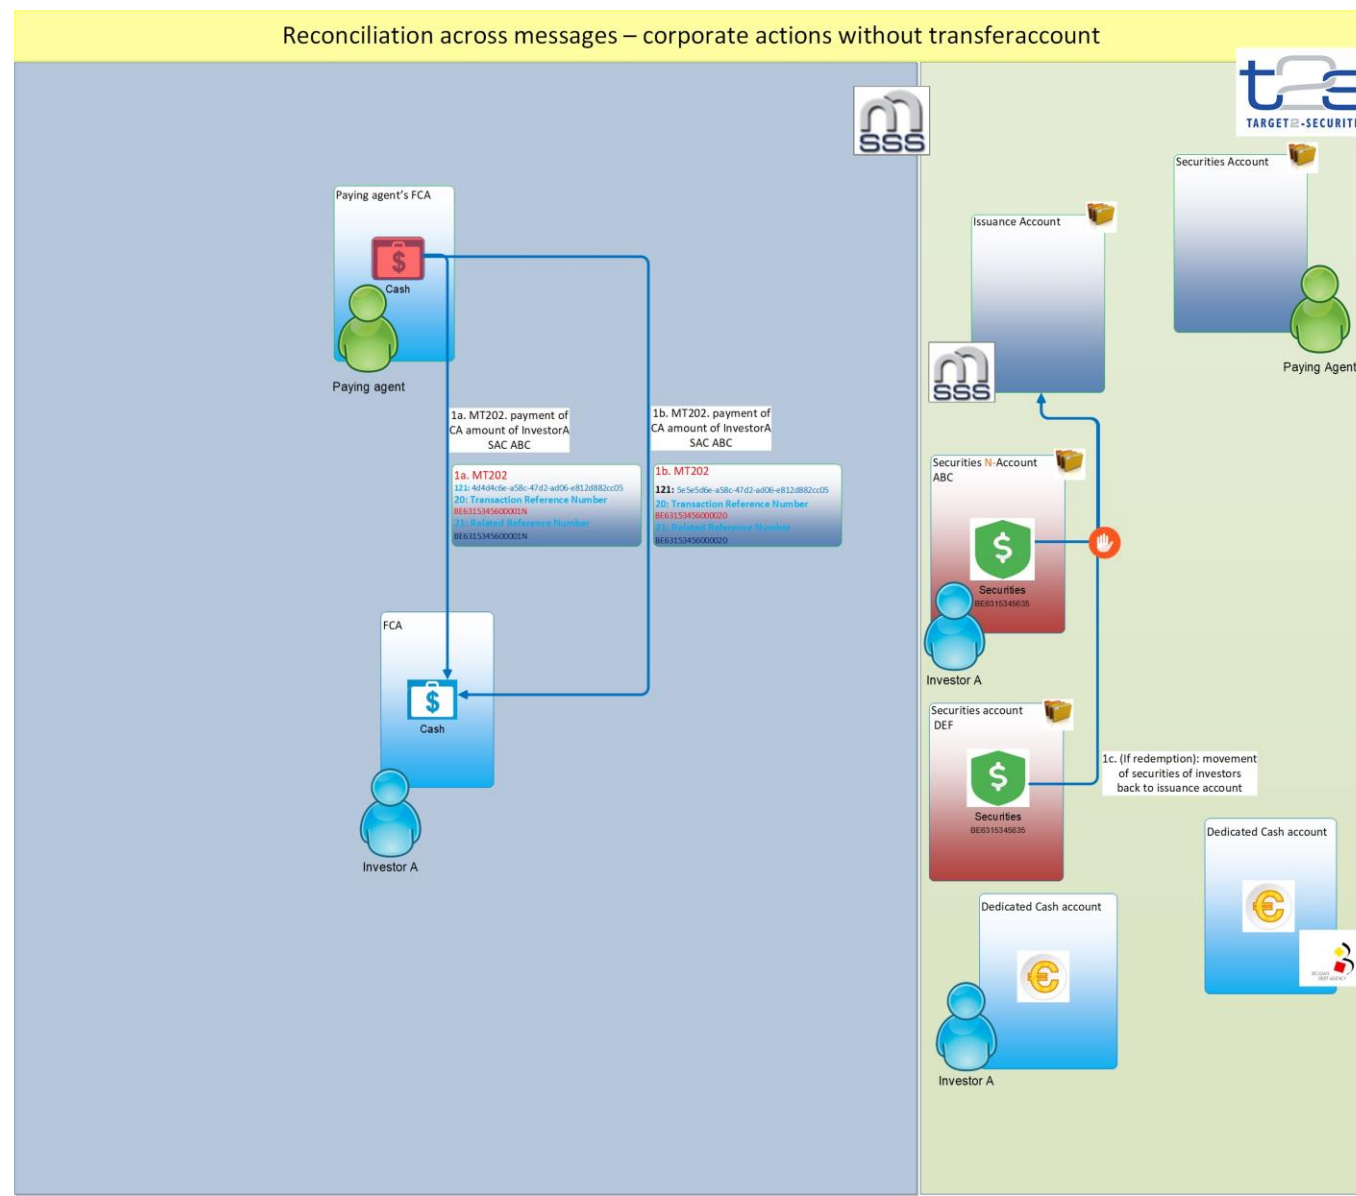 Reconciliation across messages – corporate actions without transferaccount
SSS
TARGET2-SECURITI
Paying agent's FCA
Cash
Paying agent
1a. MT202. payment of
CA amount of InvestorA
SAC ABC
1b. MT202. payment of
CA amount of InvestorA
SAC ABC
1a. MT202
121: 4d4d4c6e-a58c-47d2-ad06-e812d882cc05
20: Transaction Reference Number
BE6315345600001N
21: Related Reference Number
BE6315345600001N
1b. MT202
121: 5e5e5d6e-a58c-47d2-ad06-e812d882cc05
20: Transaction Reference Number
BE63153456000020
21: Related Reference Number
BE63153456000020
FCA
Cash
Investor A
Securities Account
Paying Agent
Issuance Account
SSS
Securities N-Account
ABC
Securities
BE6315345635
Investor A
Securities account
DEF
Securities
BE6315345635
1c. (If redemption): movement
of securities of investors
back to issuance account
Dedicated Cash account
BELGIAN
DEBT AGENCY
Dedicated Cash account
Investor A